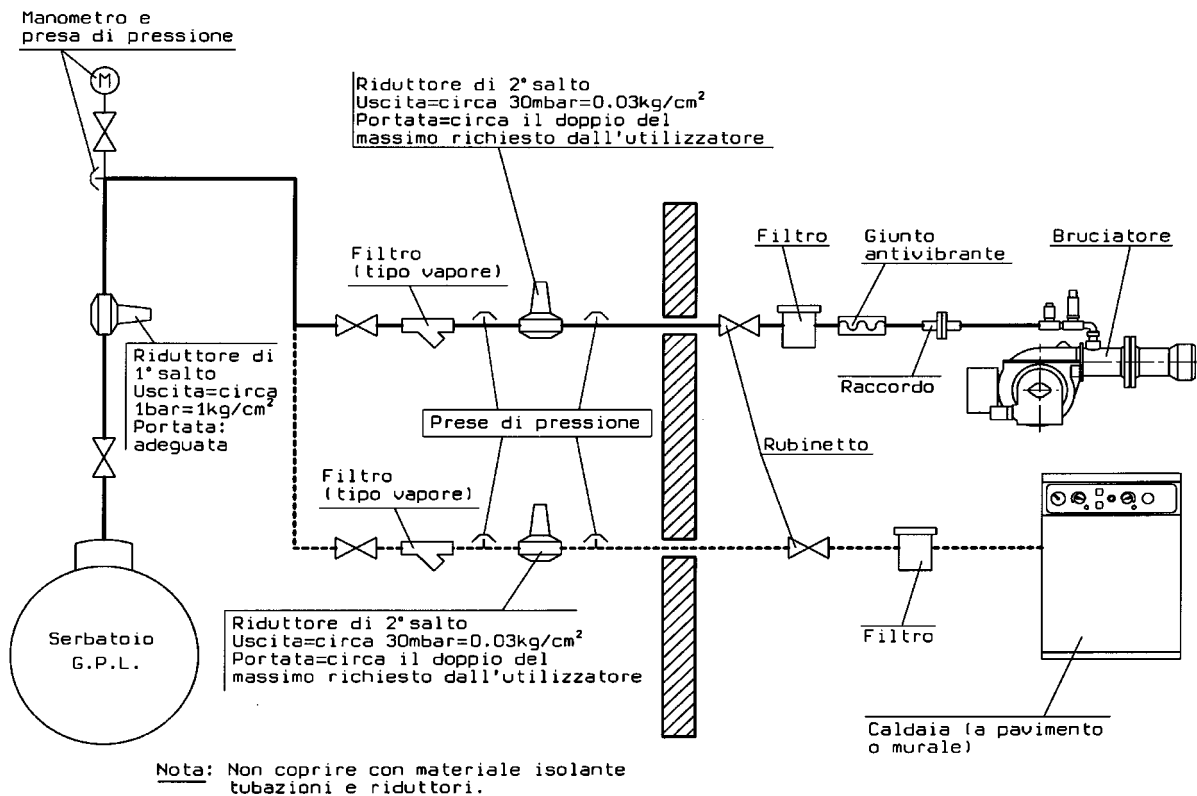 Manometro e
presa di pressione
M
Riduttore di 2° salto
Uscita=circa 30mbar=0.03kg/cm²
Portata=circa il doppio del
massimo richiesto dall'utilizzatore
Filtro
(tipo vapore)
Filtro
Giunto
antivibrante
Bruciatore
Riduttore di
1° salto
Uscita=circa
1bar=1kg/cm²
Portata:
adeguata
Raccordo
Prese di pressione
Rubinetto
Filtro
(tipo vapore)
Serbatoio
G.P.L.
Riduttore di 2° salto
Uscita=circa 30mbar=0.03kg/cm²
Portata=circa il doppio del
massimo richiesto dall'utilizzatore
Filtro
Caldaia (a pavimento
o murale)
Nota: Non coprire con materiale isolante
tubazioni e riduttori.